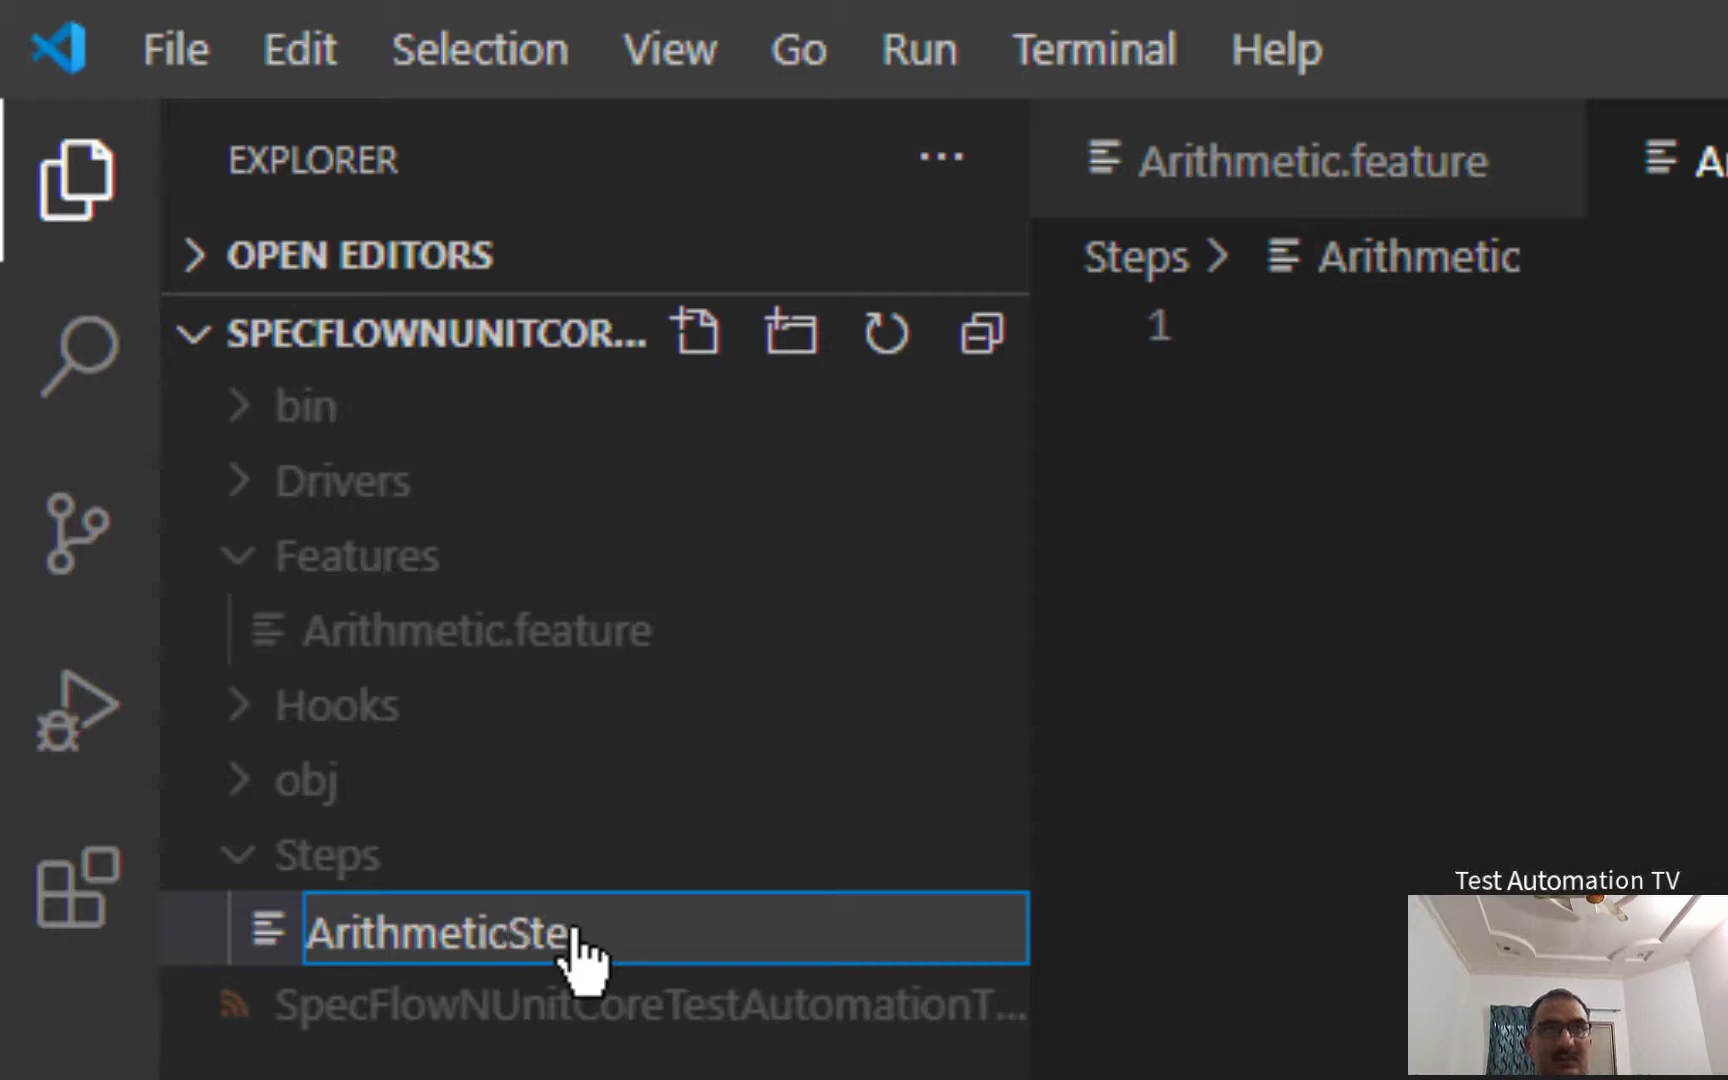 File Edit Selection View Go Run Terminal Help
EXPLORER ...
OPEN EDITORS
SPECFLOWNUNITCOR...
bin
Drivers
Features
Arithmetic.feature
Hooks
obj
Steps
ArithmeticSte
SpecFlowNUnitCoreTestAutomationT...
Arithmetic.feature
Steps > Arithmetic
1
Test Automation TV